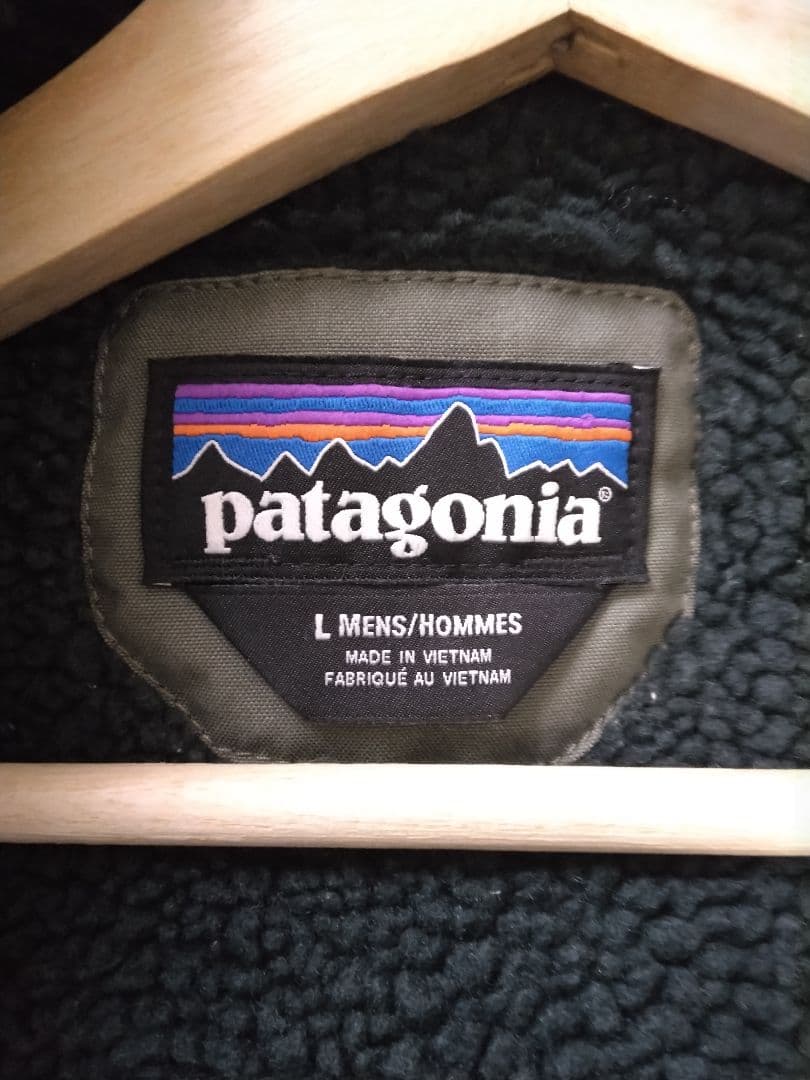 patagonia®
L MENS/HOMMES
MADE IN VIETNAM
FABRIQUÉ AU VIETNAM